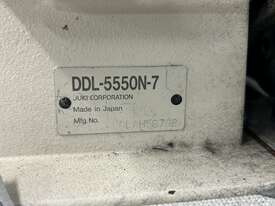 DDL-5550N-7
JUKI CORPORATION
Made in Japan
Mfg.No.